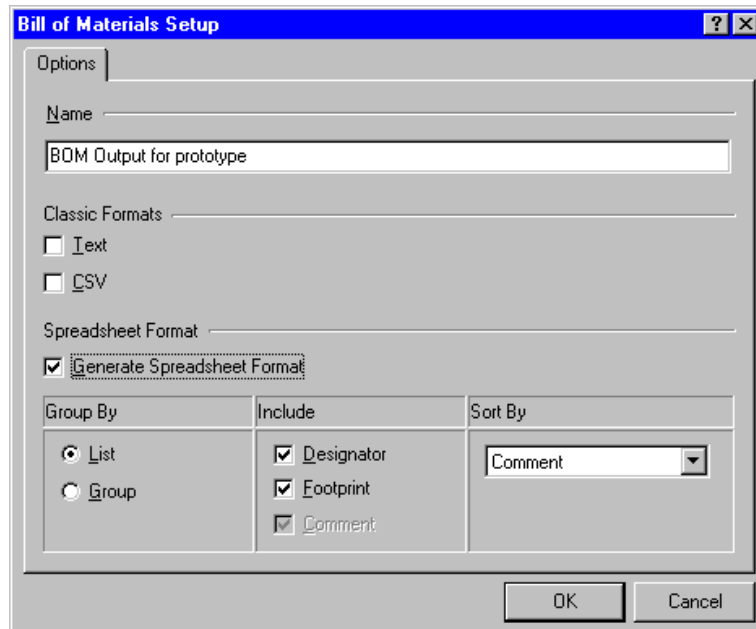 Bill of Materials Setup
Options
Name
BOM Output for prototype
Classic Formats
Text
CSV
Spreadsheet Format
Generate Spreadsheet Format
Group By Include Sort By
List Designator Comment
Group Footprint
Comment
OK Cancel